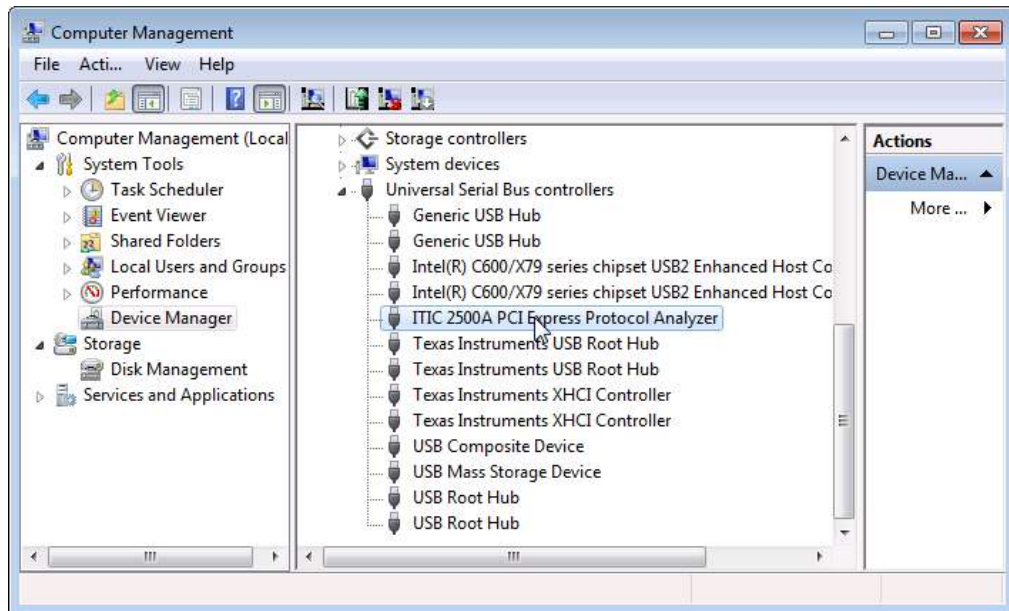 Computer Management
File Acti... View Help
Computer Management (Local
System Tools
Task Scheduler
Event Viewer
Shared Folders
Local Users and Groups
Performance
Device Manager
Storage
Disk Management
Services and Applications
Storage controllers
System devices
Universal Serial Bus controllers
Generic USB Hub
Generic USB Hub
Intel(R) C600/X79 series chipset USB2 Enhanced Host Co
Intel(R) C600/X79 series chipset USB2 Enhanced Host Co
ITIC 2500A PCI Express Protocol Analyzer
Texas Instruments USB Root Hub
Texas Instruments USB Root Hub
Texas Instruments XHCI Controller
Texas Instruments XHCI Controller
USB Composite Device
USB Mass Storage Device
USB Root Hub
USB Root Hub
Actions
Device Ma...
More ...